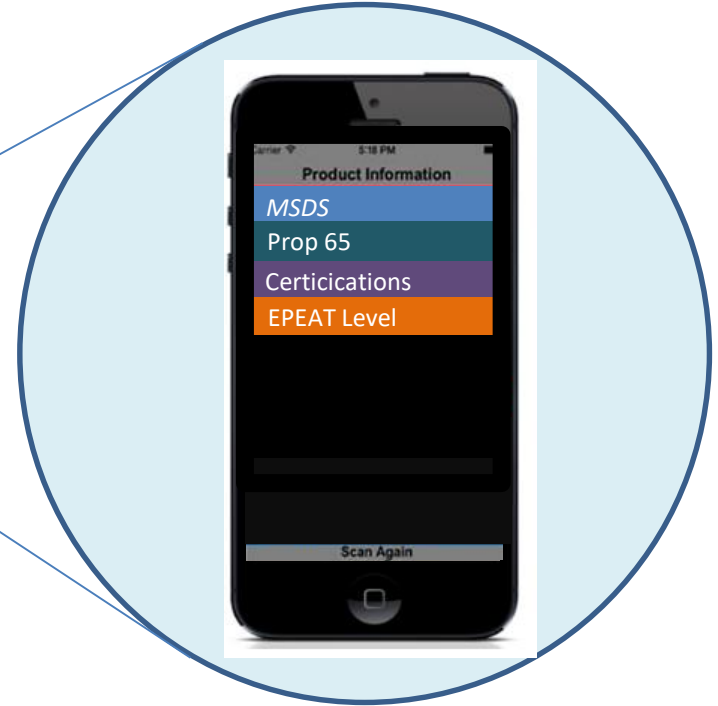 Carrier 5:18 PM
Product Information
MSDS
Prop 65
Certicications
EPEAT Level
Scan Again